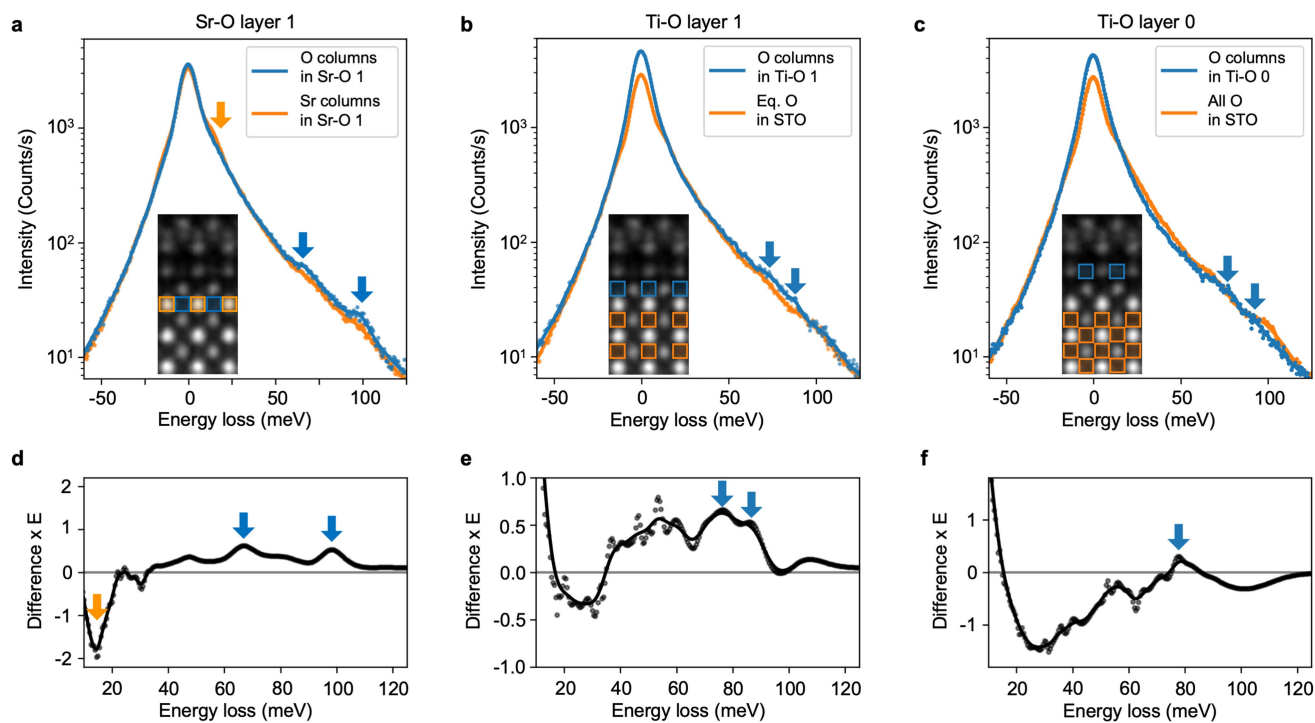 a
Sr-O layer 1
Intensity (Counts/s)
10³
10²
10¹
O columns
in Sr-O 1
Sr columns
in Sr-O 1
-50 0 50 100
Energy loss (meV)
b
Ti-O layer 1
Intensity (Counts/s)
10³
10²
10¹
O columns
in Ti-O 1
Eq. O
in STO
-50 0 50 100
Energy loss (meV)
c
Ti-O layer 0
Intensity (Counts/s)
10³
10²
10¹
O columns
in Ti-O 0
All O
in STO
-50 0 50 100
Energy loss (meV)
d
Difference x E
2
1
0
-1
-2
20 40 60 80 100 120
Energy loss (meV)
e
Difference x E
1.0
0.5
0.0
-0.5
-1.0
20 40 60 80 100 120
Energy loss (meV)
f
Difference x E
1
0
-1
20 40 60 80 100 120
Energy loss (meV)